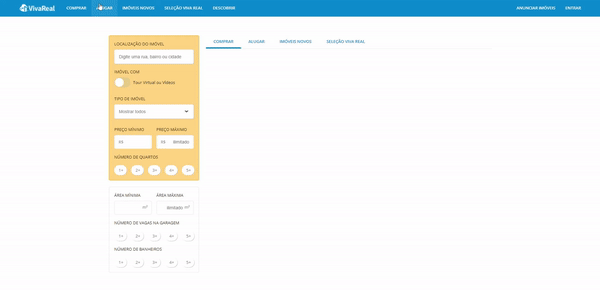 VivaReal COMPRAR ALUGAR IMÓVEIS NOVOS SELEÇÃO VIVA REAL DESCOBRIR ANUNCIAR IMÓVEIS ENTRAR
COMPRAR ALUGAR IMÓVEIS NOVOS SELEÇÃO VIVA REAL
LOCALIZAÇÃO DO IMÓVEL
Digite uma rua, bairro ou cidade
IMÓVEL COM
Tour Virtual ou Vídeos
TIPO DE IMÓVEL
Mostrar todos
PREÇO MÍNIMO PREÇO MÁXIMO
R$ R$ ilimitado
NÚMERO DE QUARTOS
1+ 2+ 3+ 4+ 5+
ÁREA MÍNIMA ÁREA MÁXIMA
m² ilimitado m²
NÚMERO DE VAGAS NA GARAGEM
1+ 2+ 3+ 4+ 5+
NÚMERO DE BANHEIROS
1+ 2+ 3+ 4+ 5+